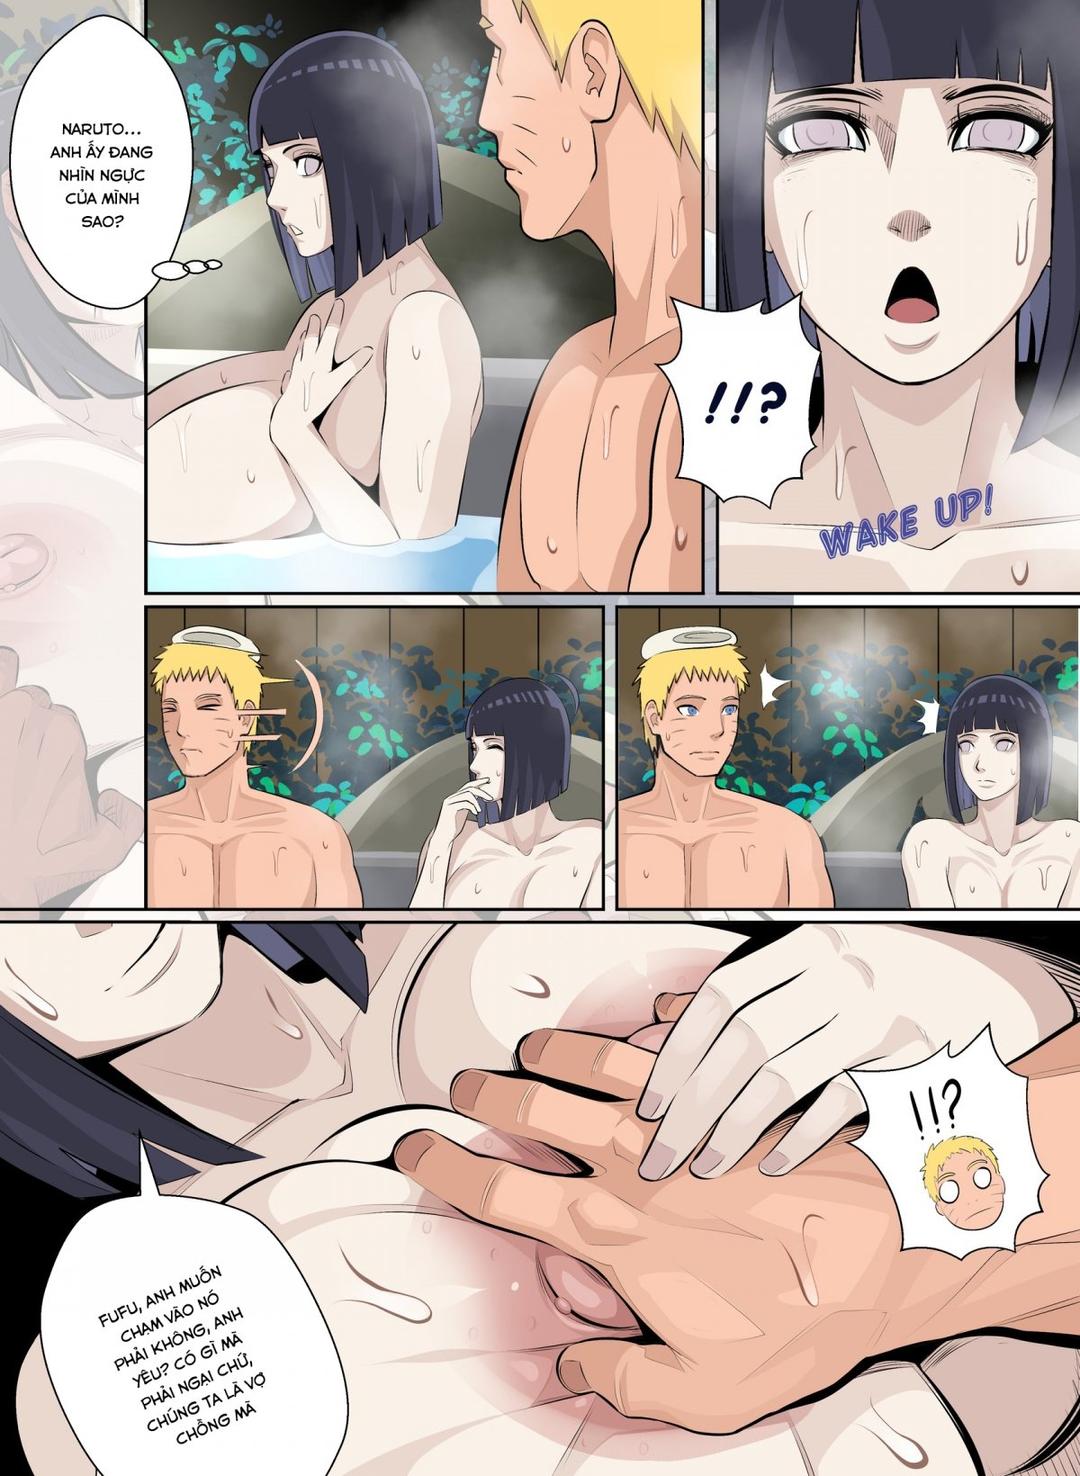 NARUTO...
ANH ẤY ĐANG
NHÌN NGỰC
CỦA MÌNH
SAO?
!!?
WAKE UP!
!!?
FUFU, ANH MUỐN
CHẠM VÀO NÓ
PHẢI KHÔNG, ANH
YÊU? CÓ GÌ MÀ
PHẢI NGẠI CHỨ,
CHÚNG TA LÀ VỢ
CHỒNG MÀ